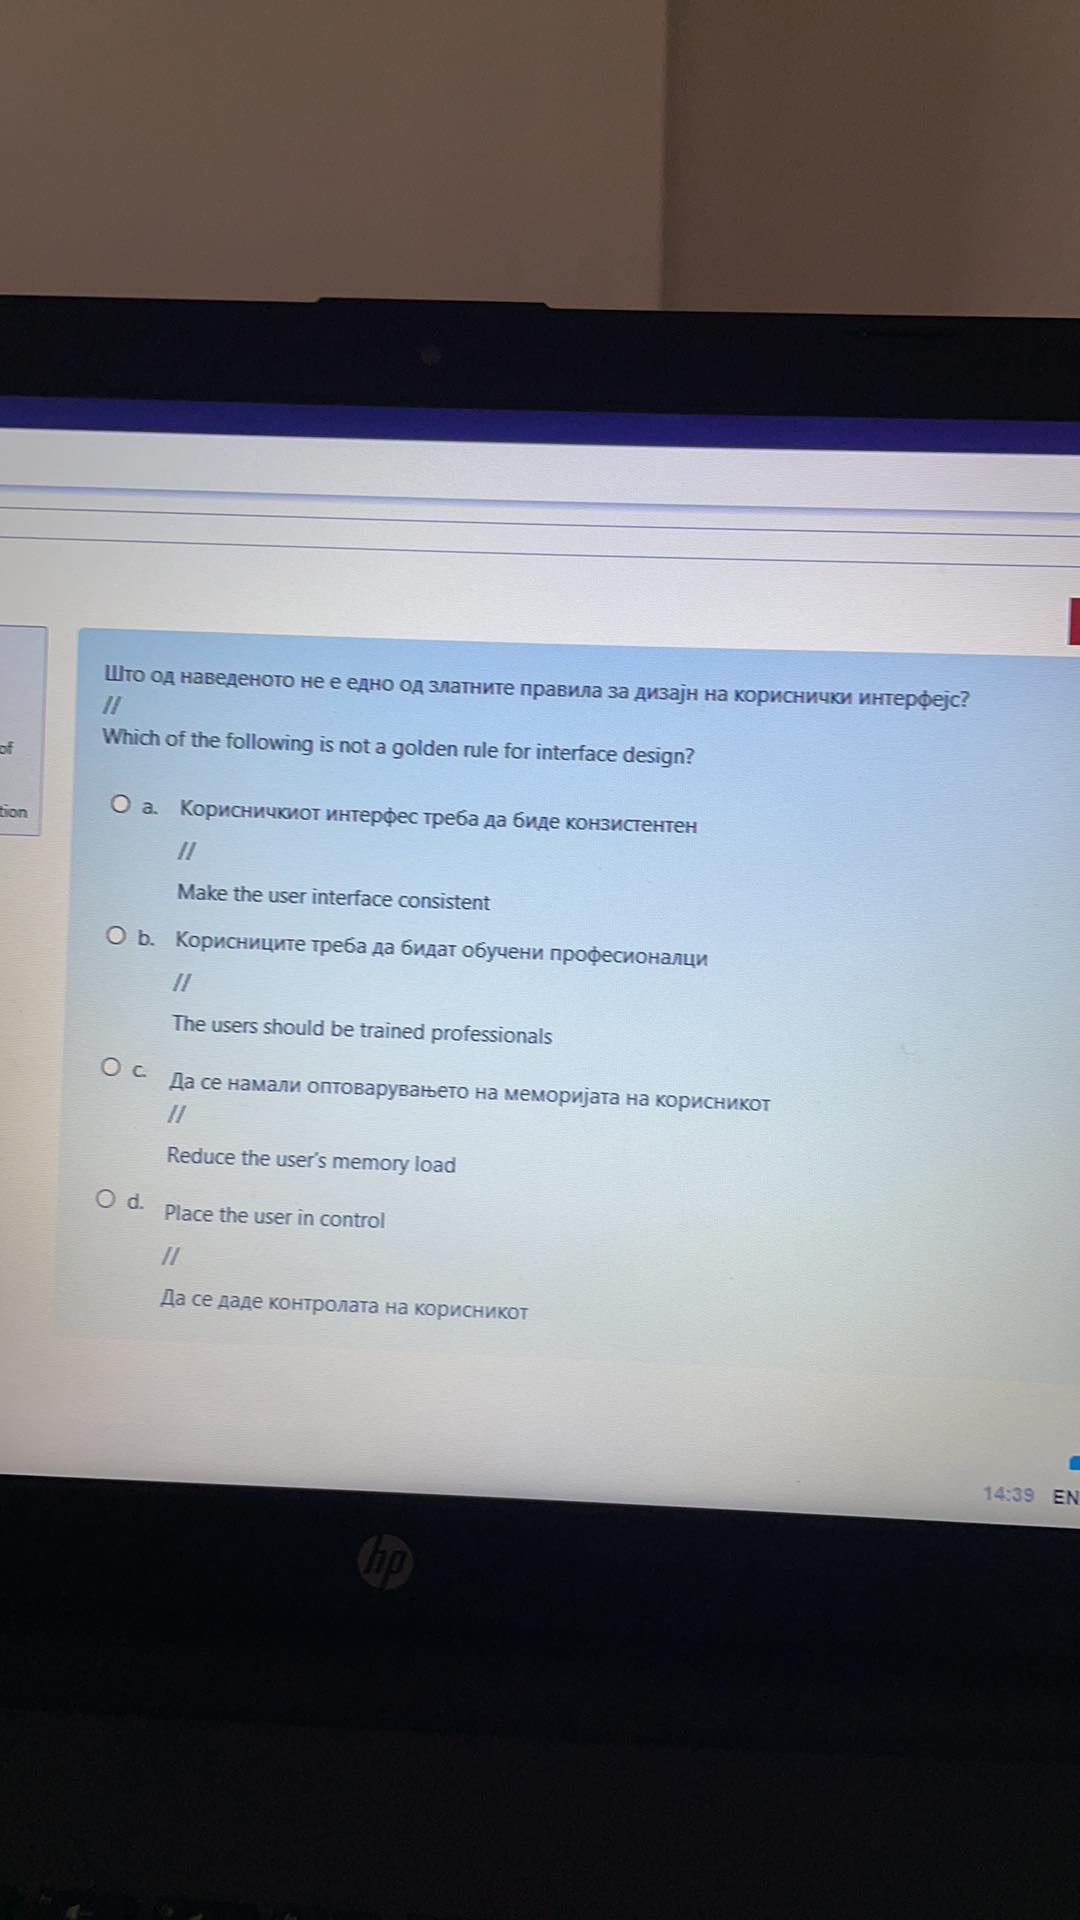 Што од наведеното не е едно од златните правила за дизајн на кориснички интерфејс?
//
Which of the following is not a golden rule for interface design?
of
tion
a. Корисничкиот интерфес треба да биде конзистентен
//
Make the user interface consistent
b. Корисниците треба да бидат обучени професионалци
//
The users should be trained professionals
c. Да се намали оптоварувањето на меморијата на корисникот
//
Reduce the user's memory load
d. Place the user in control
//
Да се даде контролата на корисникот
14:39 EN
hp